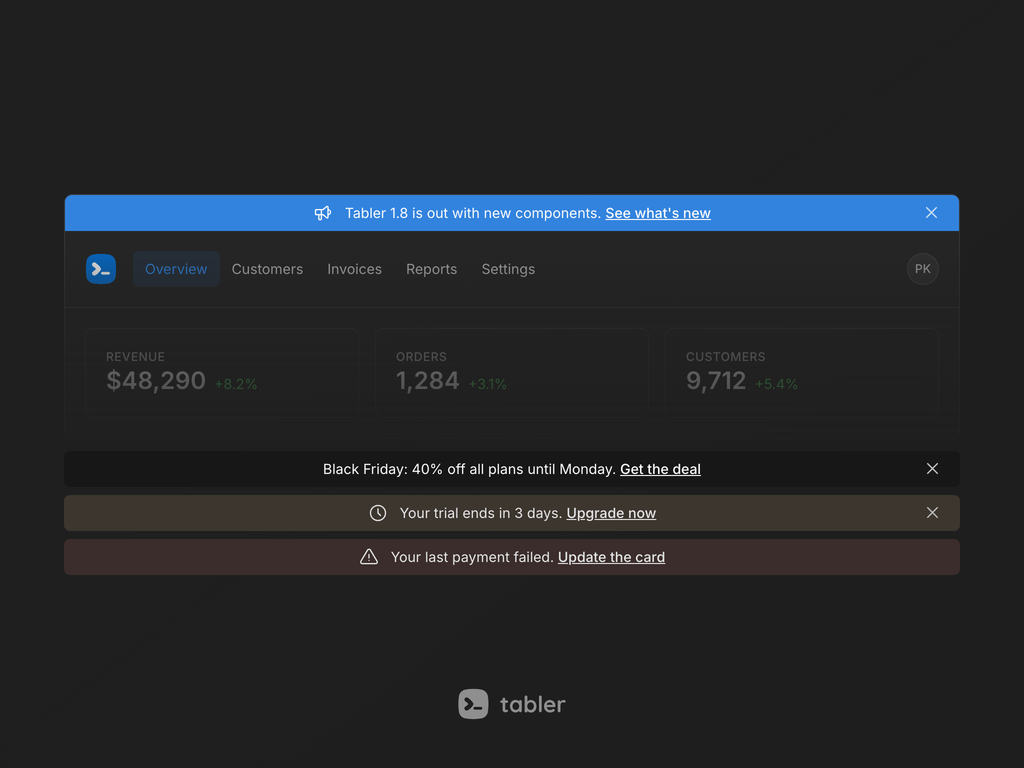 Tabler 1.8 is out with new components. See what's new
Overview Customers Invoices Reports Settings PK
REVENUE
$48,290 +8.2%
ORDERS
1,284 +3.1%
CUSTOMERS
9,712 +5.4%
Black Friday: 40% off all plans until Monday. Get the deal
Your trial ends in 3 days. Upgrade now
Your last payment failed. Update the card
tabler